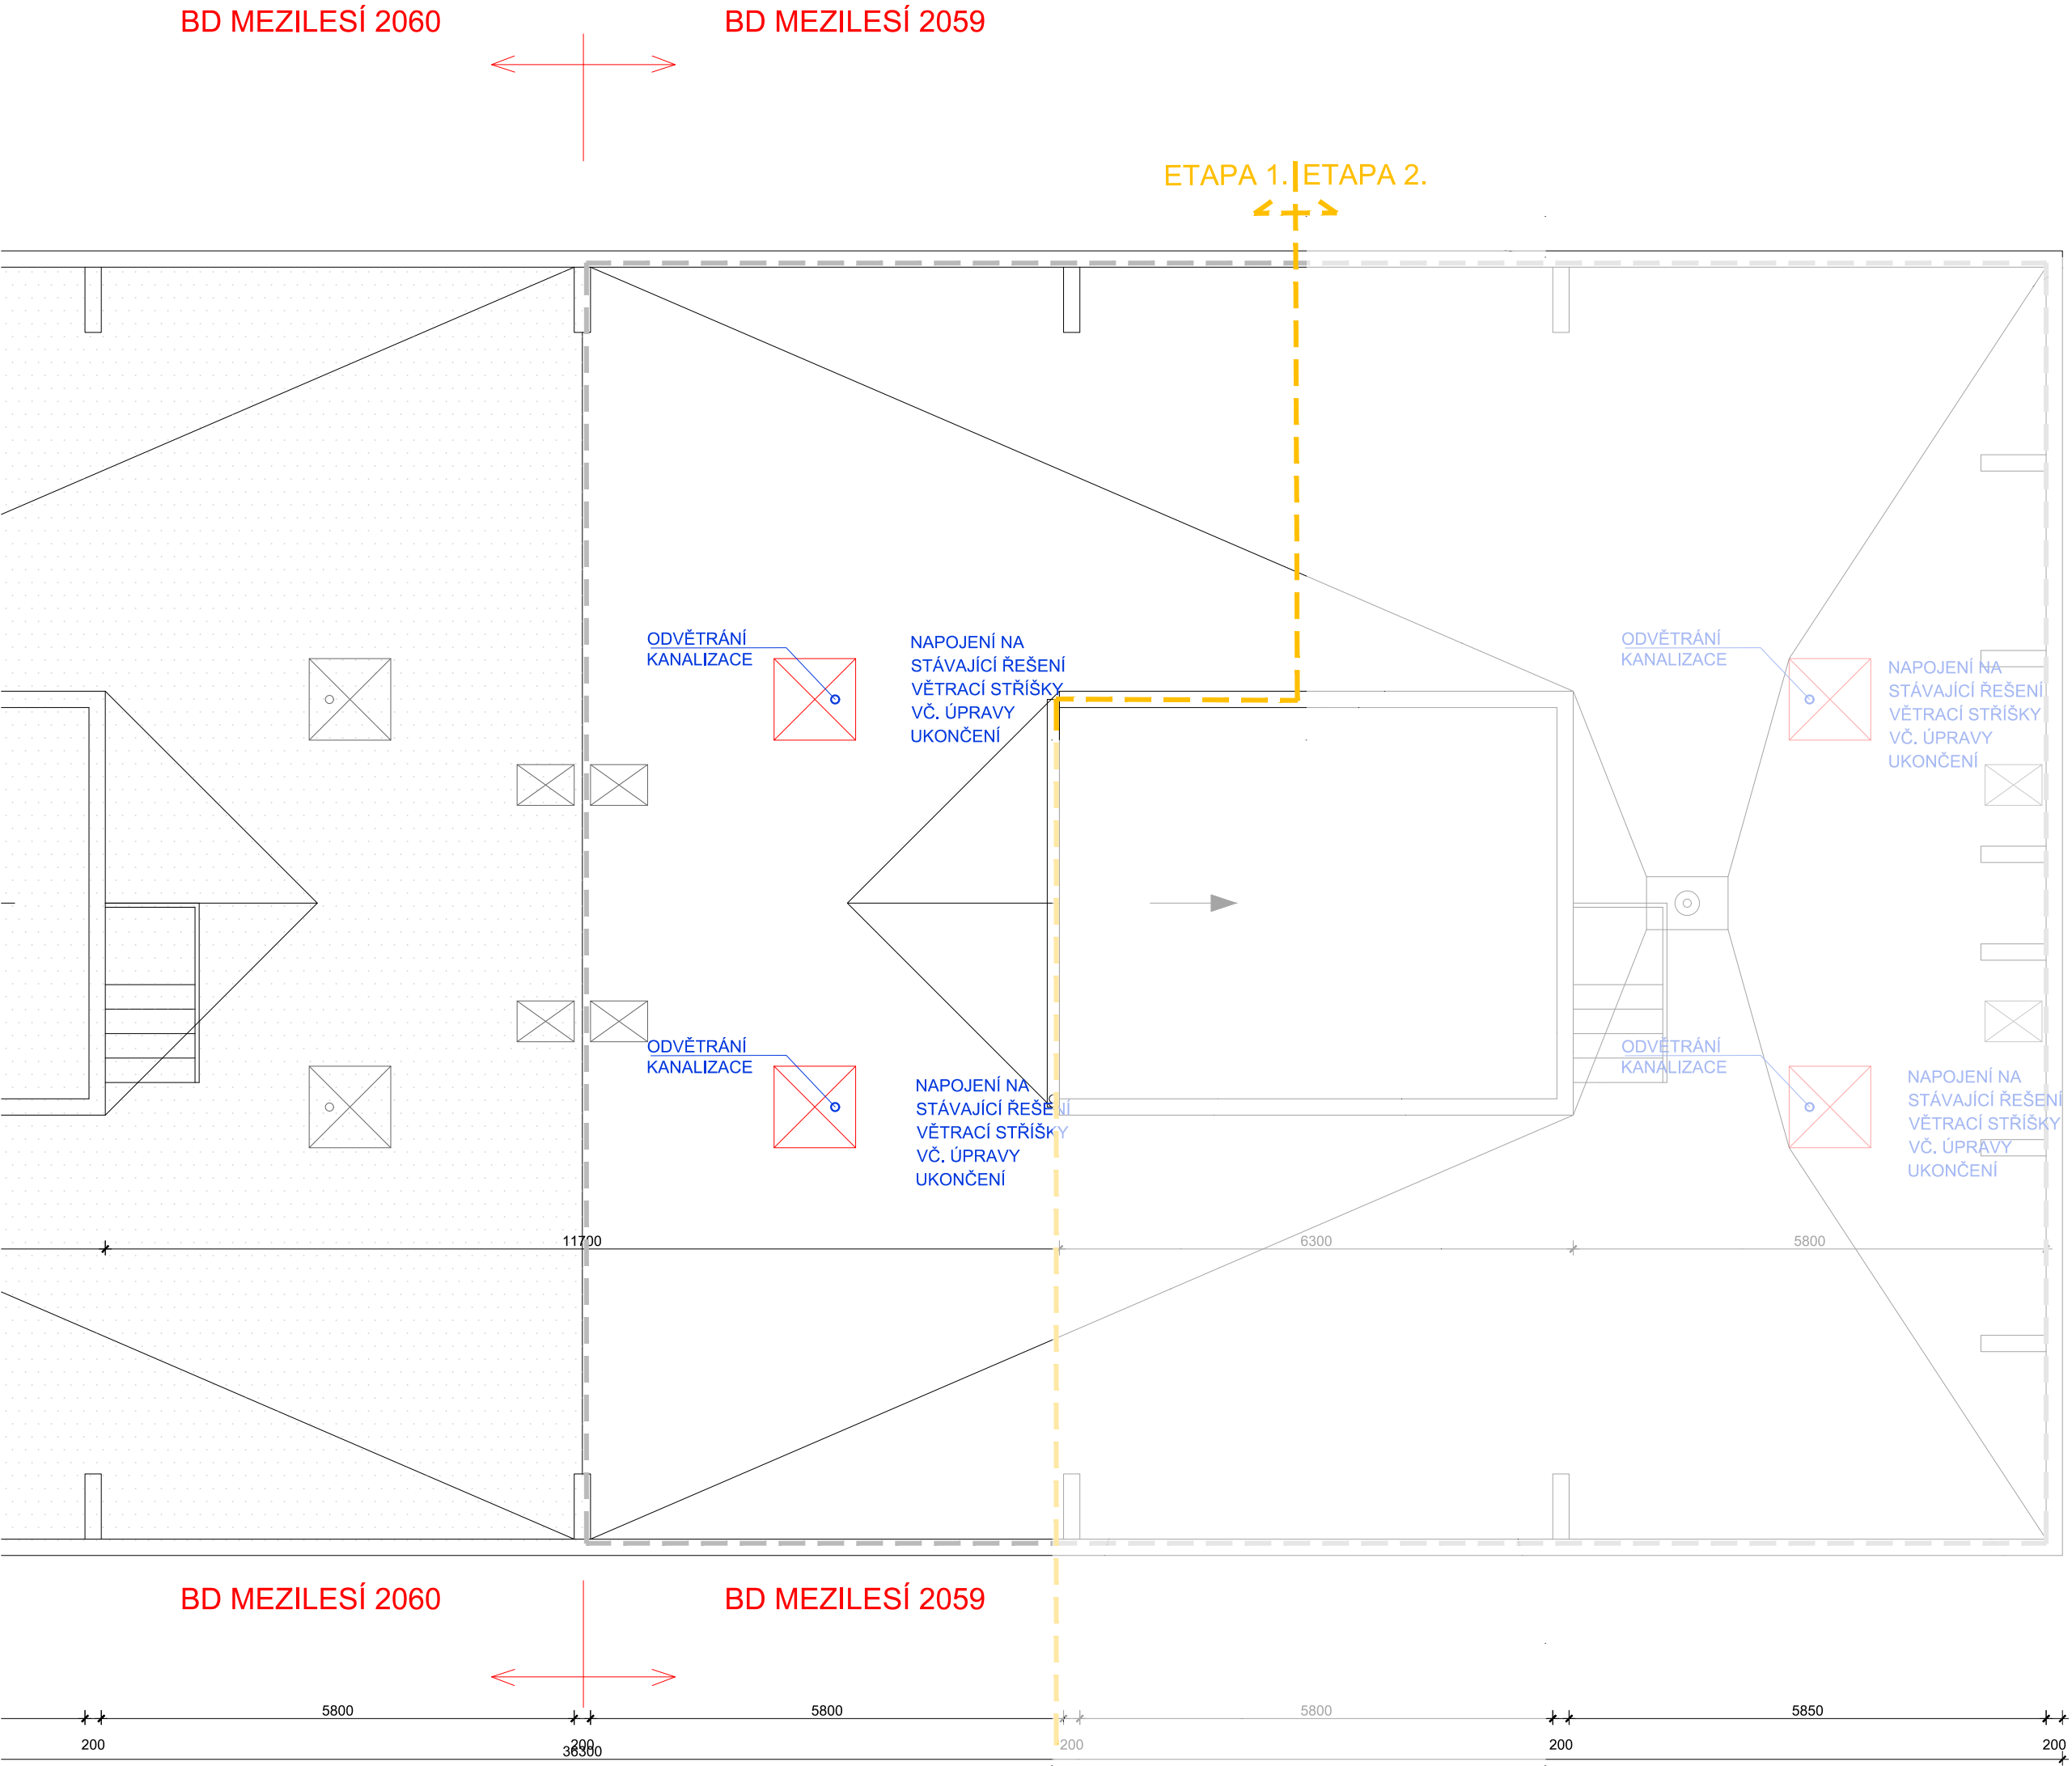 BD MEZILESÍ 2060
BD MEZILESÍ 2059
ETAPA 1.
ETAPA 2.
ODVĚTRÁNÍ
KANALIZACE
NAPOJENÍ NA
STÁVAJÍCÍ ŘEŠENÍ
VĚTRACÍ STŘÍŠKY
VČ. ÚPRAVY
UKONČENÍ
ODVĚTRÁNÍ
KANALIZACE
NAPOJENÍ NA
STÁVAJÍCÍ ŘEŠENÍ
VĚTRACÍ STŘÍŠKY
VČ. ÚPRAVY
UKONČENÍ
ODVĚTRÁNÍ
KANALIZACE
NAPOJENÍ NA
STÁVAJÍCÍ ŘEŠENÍ
VĚTRACÍ STŘÍŠKY
VČ. ÚPRAVY
UKONČENÍ
ODVĚTRÁNÍ
KANALIZACE
NAPOJENÍ NA
STÁVAJÍCÍ ŘEŠENÍ
VĚTRACÍ STŘÍŠKY
VČ. ÚPRAVY
UKONČENÍ
11700
6300
5800
BD MEZILESÍ 2060
BD MEZILESÍ 2059
5800
5800
5800
5850
200
200
200
200
200
36300